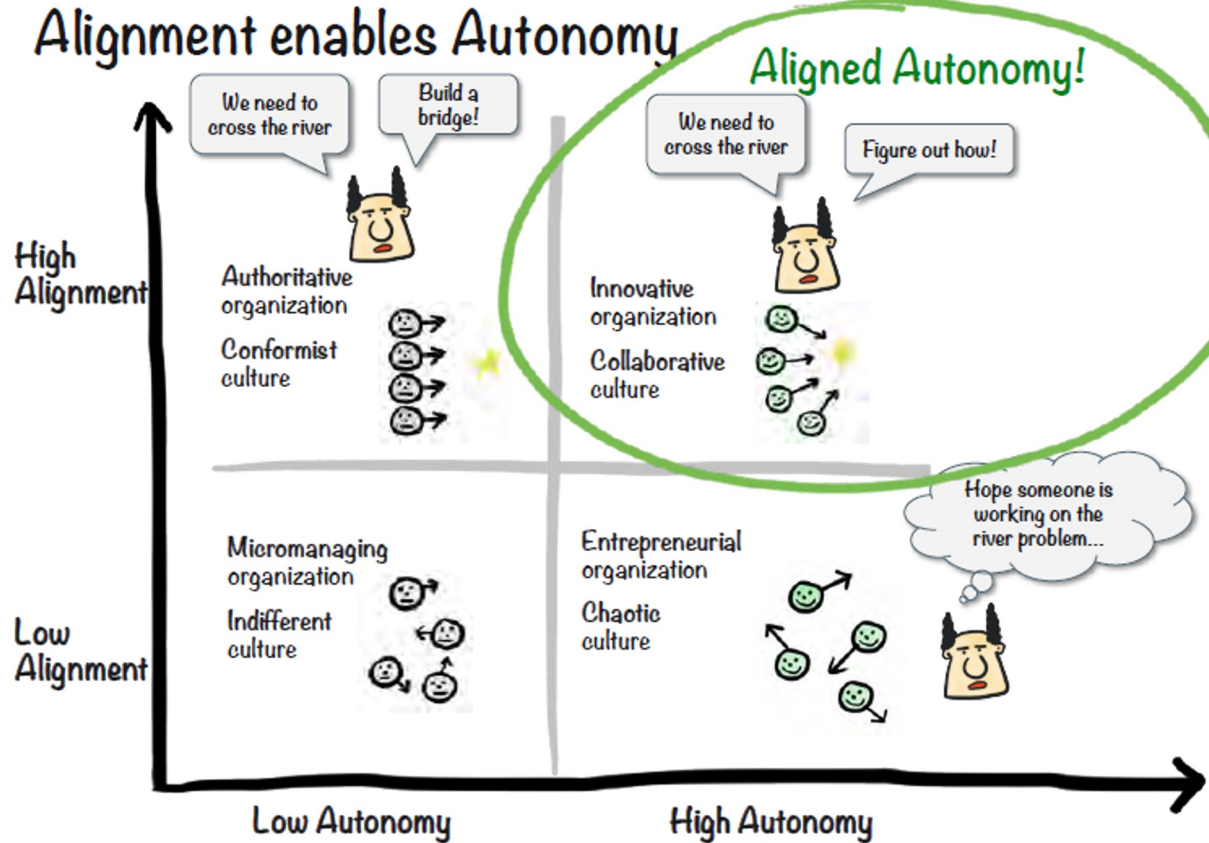 Alignment enables Autonomy
Aligned Autonomy!
We need to
cross the river
Build a
bridge!
We need to
cross the river
Figure out how!
High
Alignment
Authoritative
organization
Conformist
culture
Innovative
organization
Collaborative
culture
Hope someone is
working on the
river problem...
Low
Alignment
Micromanaging
organization
Indifferent
culture
Entrepreneurial
organization
Chaotic
culture
Low Autonomy
High Autonomy